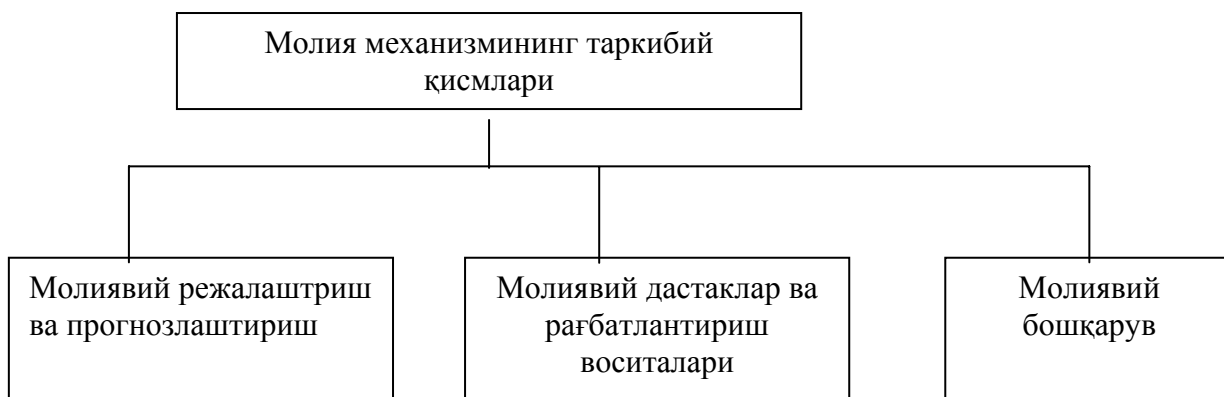 Молия механизмининг таркибий
қисмлари
Молиявий режалаштриш
ва прогнозлаштириш
Молиявий дастаклар ва
рағбатлантириш
воситалари
Молиявий
бошқарув